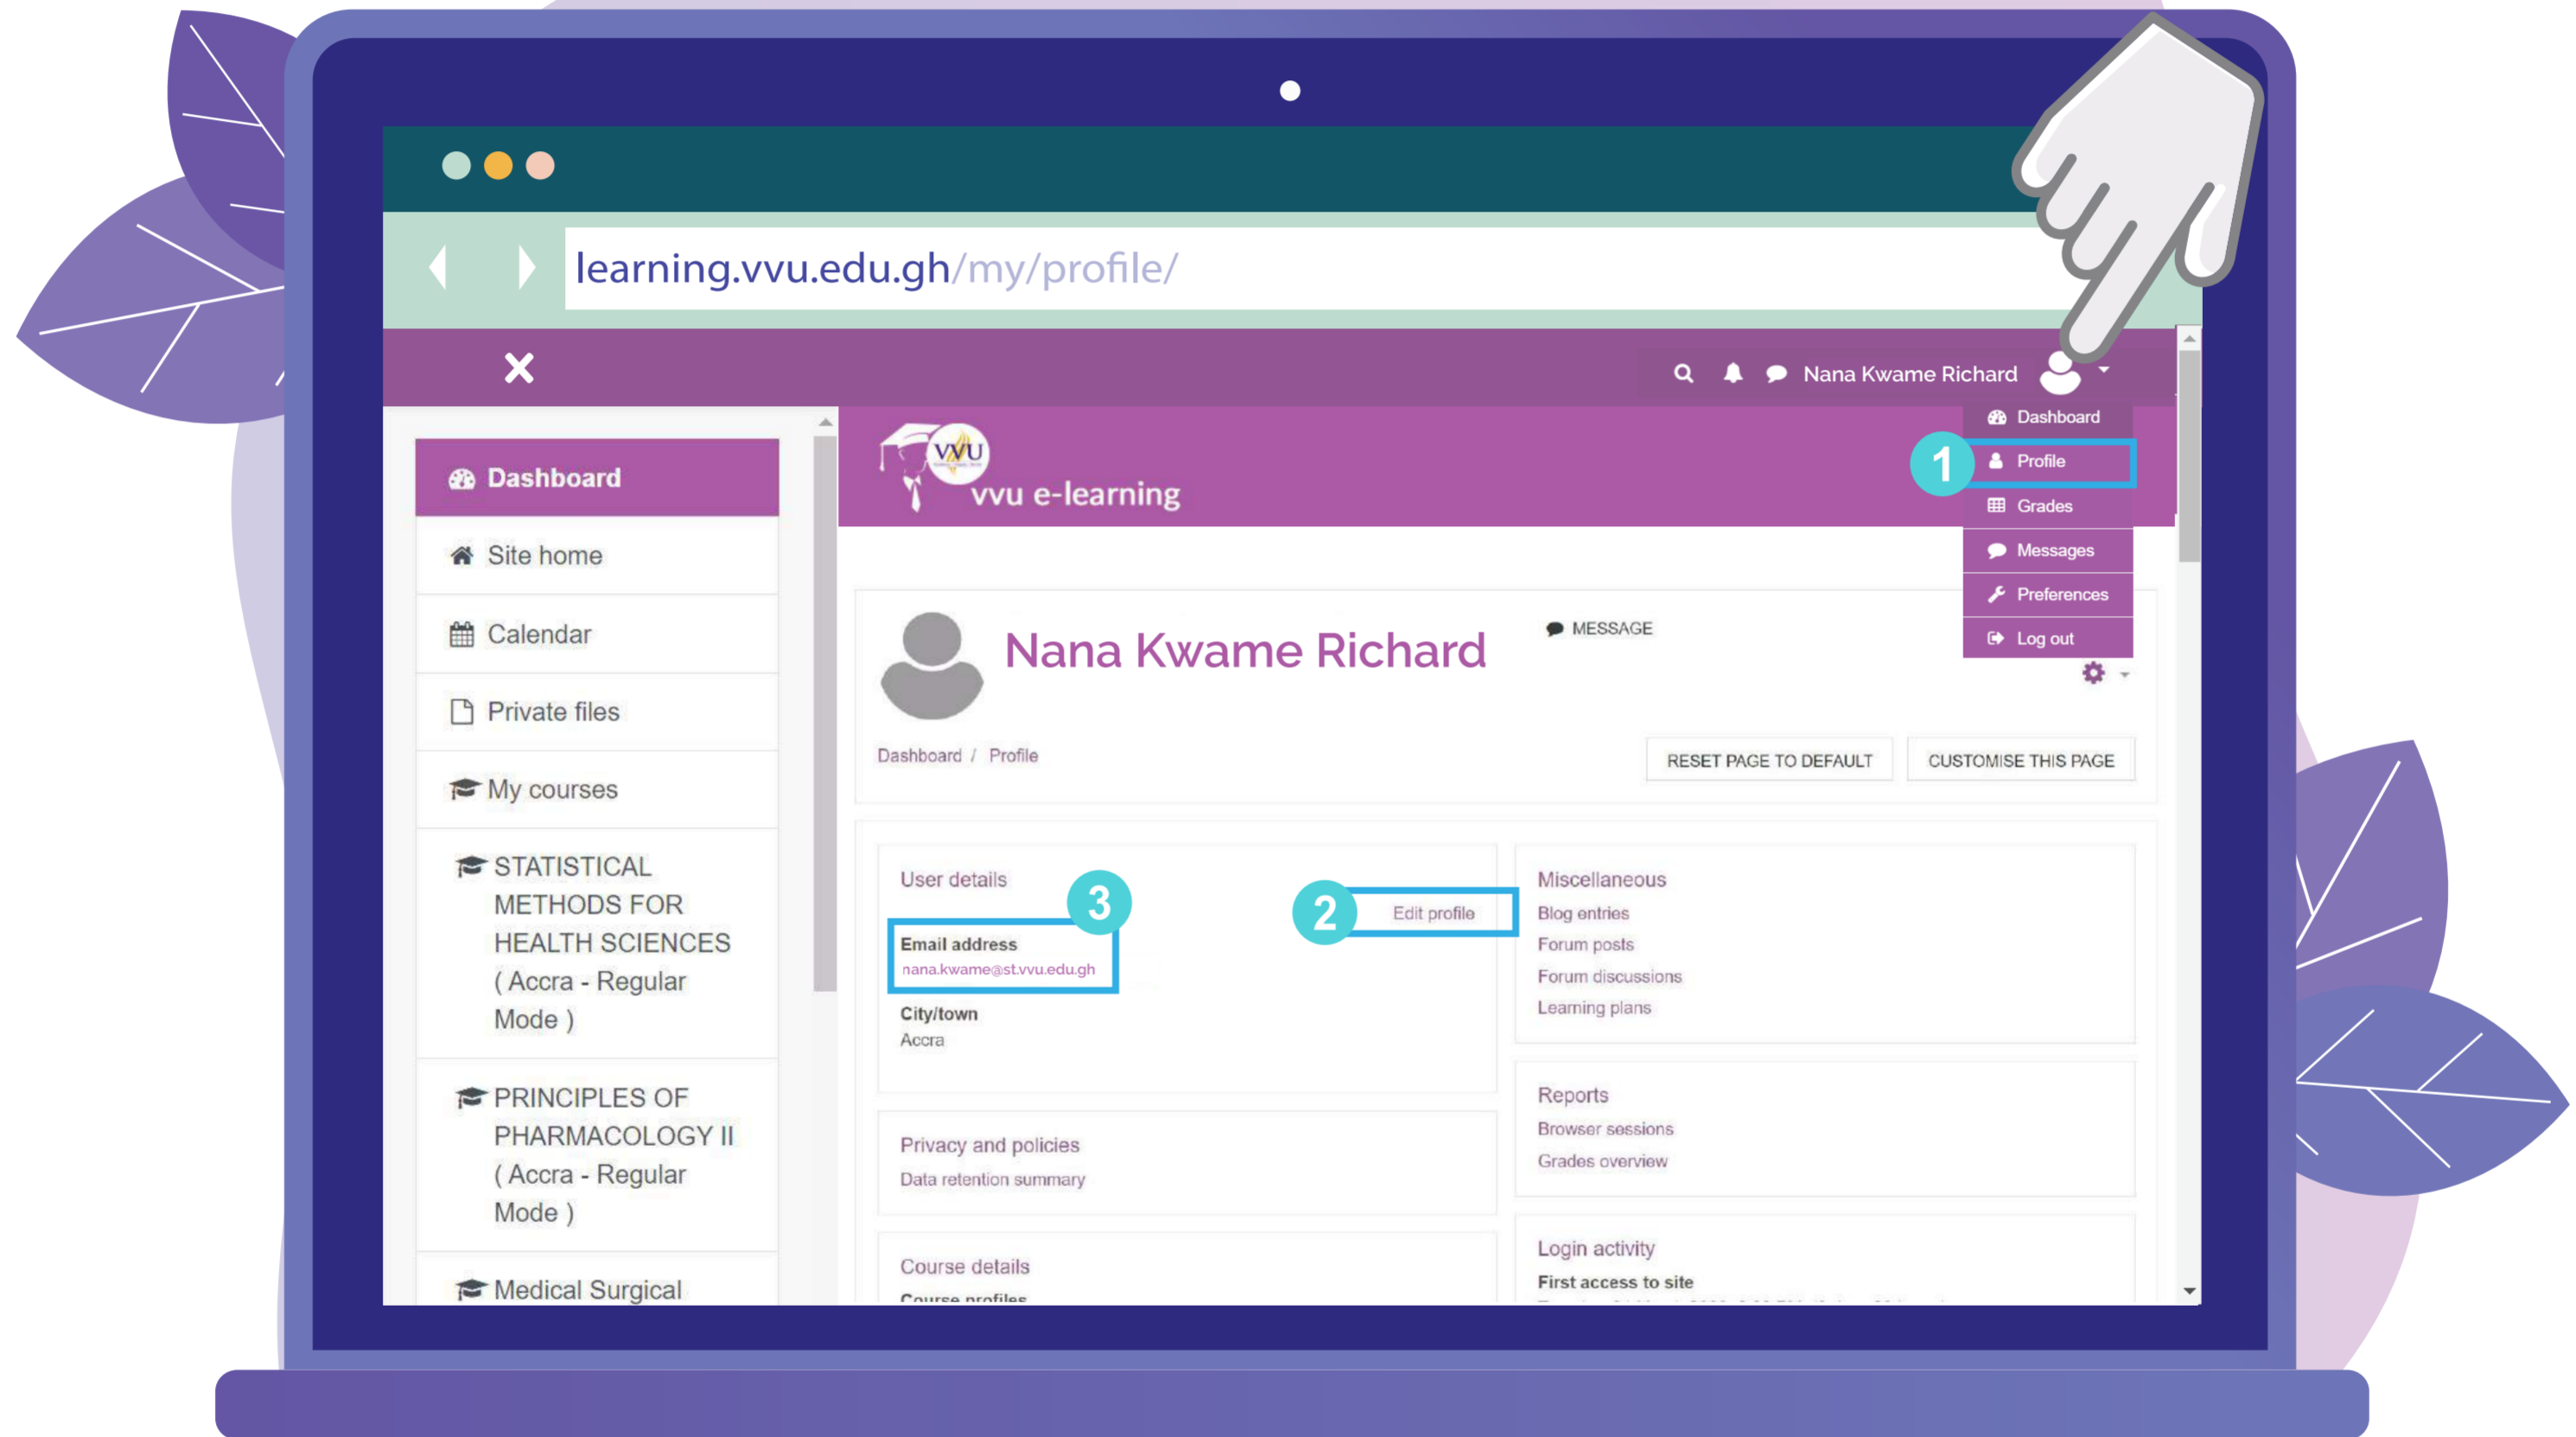 learning.vvu.edu.gh/my/profile/
Nana Kwame Richard
Dashboard
Profile
Grades
Messages
Preferences
Log out
1
VVU
vvu e-learning
Dashboard
Site home
Calendar
Private files
My courses
STATISTICAL
METHODS FOR
HEALTH SCIENCES
( Accra - Regular
Mode )
PRINCIPLES OF
PHARMACOLOGY II
( Accra - Regular
Mode )
Medical Surgical
Nana Kwame Richard
MESSAGE
Dashboard / Profile
RESET PAGE TO DEFAULT
CUSTOMISE THIS PAGE
User details
3
2
Edit profile
Email address
nana.kwame@st.vvu.edu.gh
City/town
Accra
Privacy and policies
Data retention summary
Course details
Course profiles
Miscellaneous
Blog entries
Forum posts
Forum discussions
Learning plans
Reports
Browser sessions
Grades overview
Login activity
First access to site